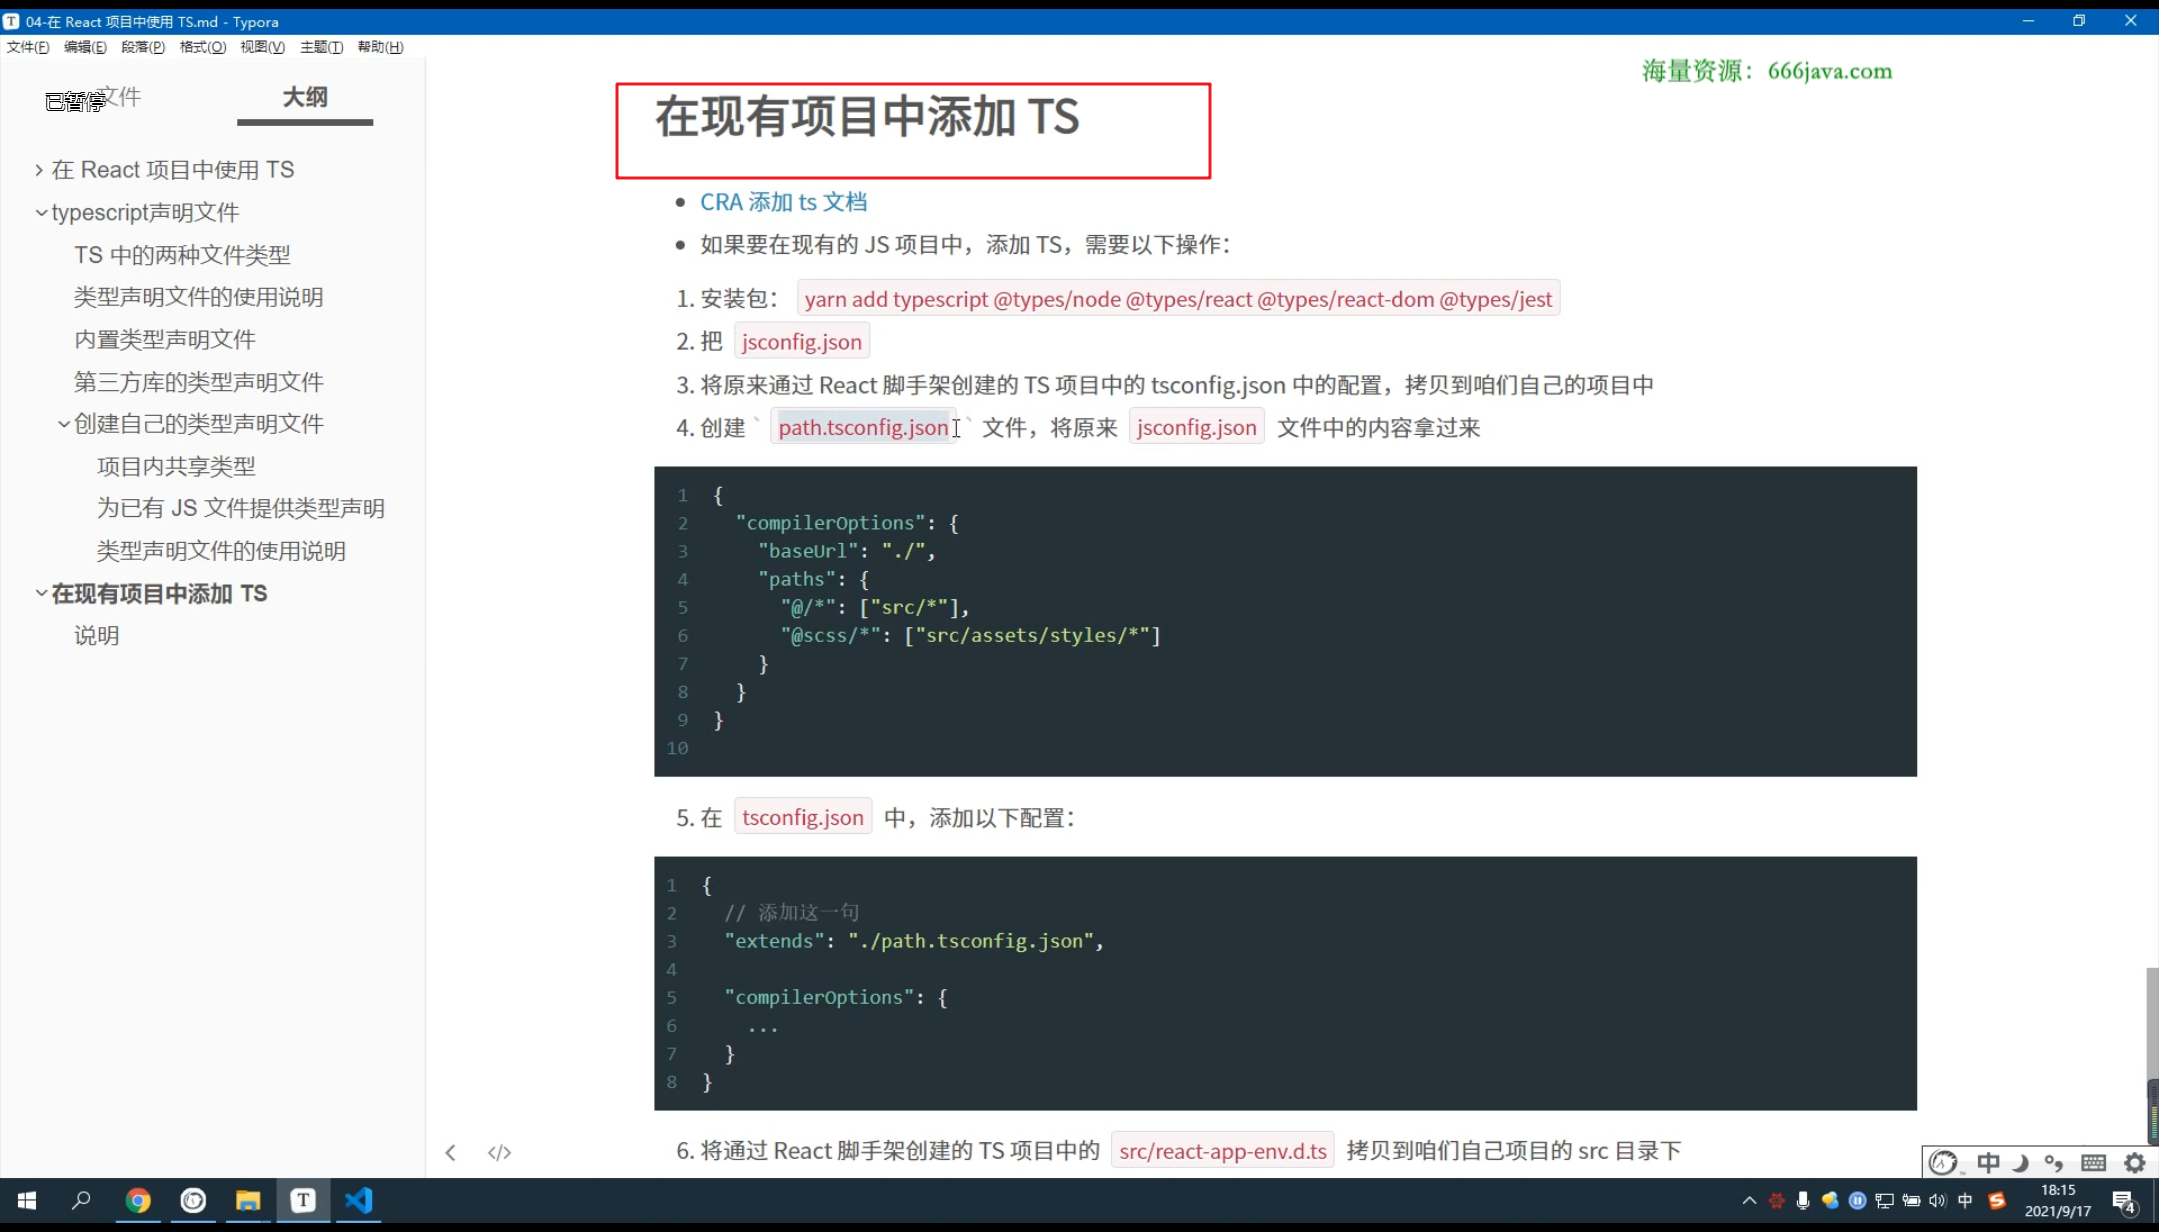 04-在 React 项目中使用 TS.md - Typora
文件(F) 编辑(E) 段落(P) 格式(O) 视图(V) 主题(T) 帮助(H)
海量资源：666java.com
已暂停
文件 大纲
在 React 项目中使用 TS
typescript声明文件
TS 中的两种文件类型
类型声明文件的使用说明
内置类型声明文件
第三方库的类型声明文件
创建自己的类型声明文件
项目内共享类型
为已有 JS 文件提供类型声明
类型声明文件的使用说明
在现有项目中添加 TS
说明
在现有项目中添加 TS
CRA 添加 ts 文档
如果要在现有的 JS 项目中，添加 TS，需要以下操作：
1. 安装包： yarn add typescript @types/node @types/react @types/react-dom @types/jest
2. 把 jsconfig.json
3. 将原来通过 React 脚手架创建的 TS 项目中的 tsconfig.json 中的配置，拷贝到咱们自己的项目中
4. 创建 ` path.tsconfig.json ` 文件，将原来 jsconfig.json 文件中的内容拿过来
1 {
2 "compilerOptions": {
3 "baseUrl": "./",
4 "paths": {
5 "@/*": ["src/*"],
6 "@scss/*": ["src/assets/styles/*"]
7 }
8 }
9 }
10
5. 在 tsconfig.json 中，添加以下配置：
1 {
2 // 添加这一句
3 "extends": "./path.tsconfig.json",
4
5 "compilerOptions": {
6 ...
7 }
8 }
6. 将通过 React 脚手架创建的 TS 项目中的 src/react-app-env.d.ts 拷贝到咱们自己项目的 src 目录下
</>
中
中
18:15
2021/9/17
4